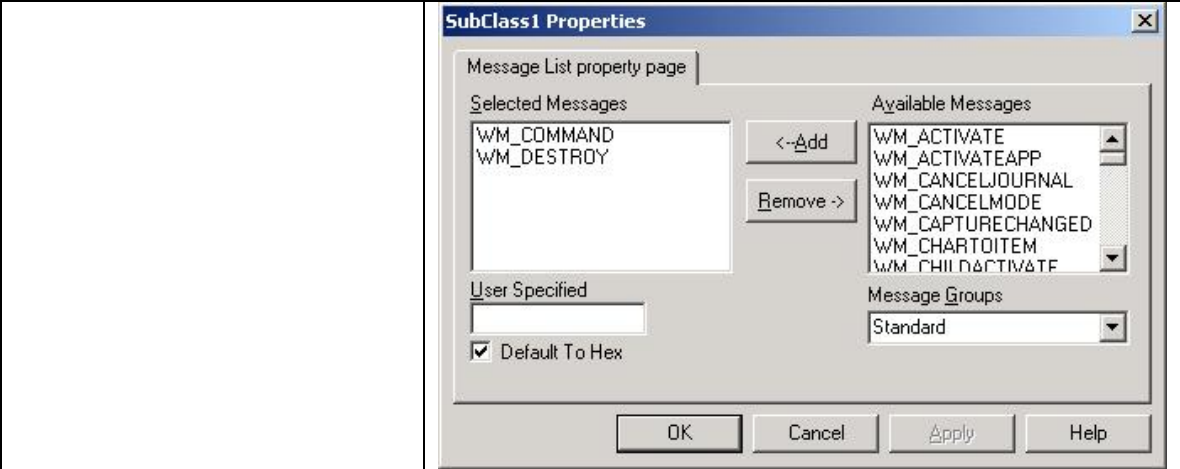 SubClass1 Properties
Message List property page
Selected Messages
WM_COMMAND
WM_DESTROY
<--Add
Remove ->
Available Messages
WM_ACTIVATE
WM_ACTIVATEAPP
WM_CANCELJOURNAL
WM_CANCELMODE
WM_CAPTURECHANGED
WM_CHARTOITEM
WM_CHILDACTIVATE
User Specified
Default To Hex
Message Groups
Standard
OK
Cancel
Apply
Help